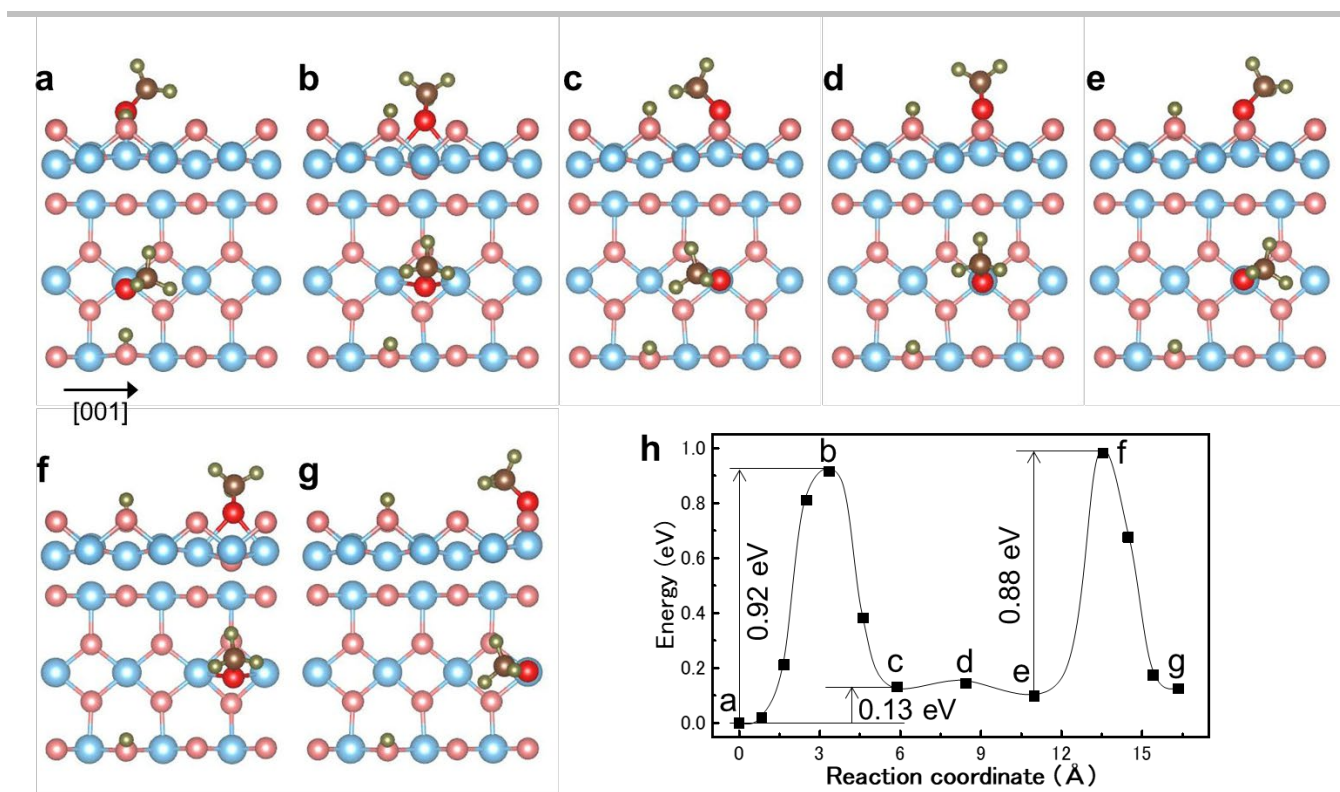 a
b
c
d
e
[001]
f
g
h
1.0
0.8
0.6
0.4
0.2
0.0
Energy (eV)
0.92 eV
0.13 eV
0.88 eV
a
b
c
d
e
f
g
0
3
6
9
12
15
Reaction coordinate (Å)